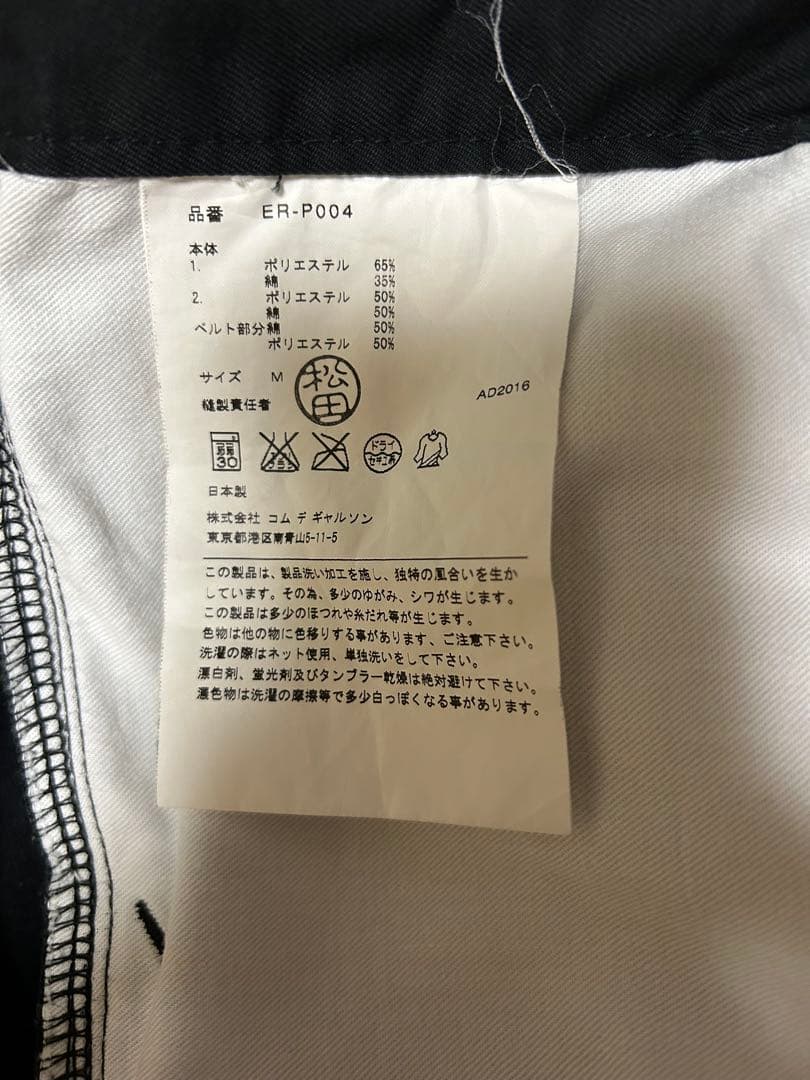 品番 ER-P004
本体
1. ポリエステル 65%
綿 35%
2. ポリエステル 50%
綿 50%
ベルト部分綿 50%
ポリエステル 50%
サイズ M
松田
縫製責任者
AD2016
30
ドライ
セキユ系
日本製
株式会社 コム デ ギャルソン
東京都港区南青山5-11-5
この製品は、製品洗い加工を施し、独特の風合いを生か
しています。その為、多少のゆがみ、シワが生じます。
この製品は多少のほつれや糸だれ等が生じます。
色物は他の物に色移りする事があります、ご注意下さい。
洗濯の際はネット使用、単独洗いをして下さい。
漂白剤、蛍光剤及びタンブラー乾燥は絶対避けて下さい。
濃色物は洗濯の摩擦等で多少白っぽくなる事があります。